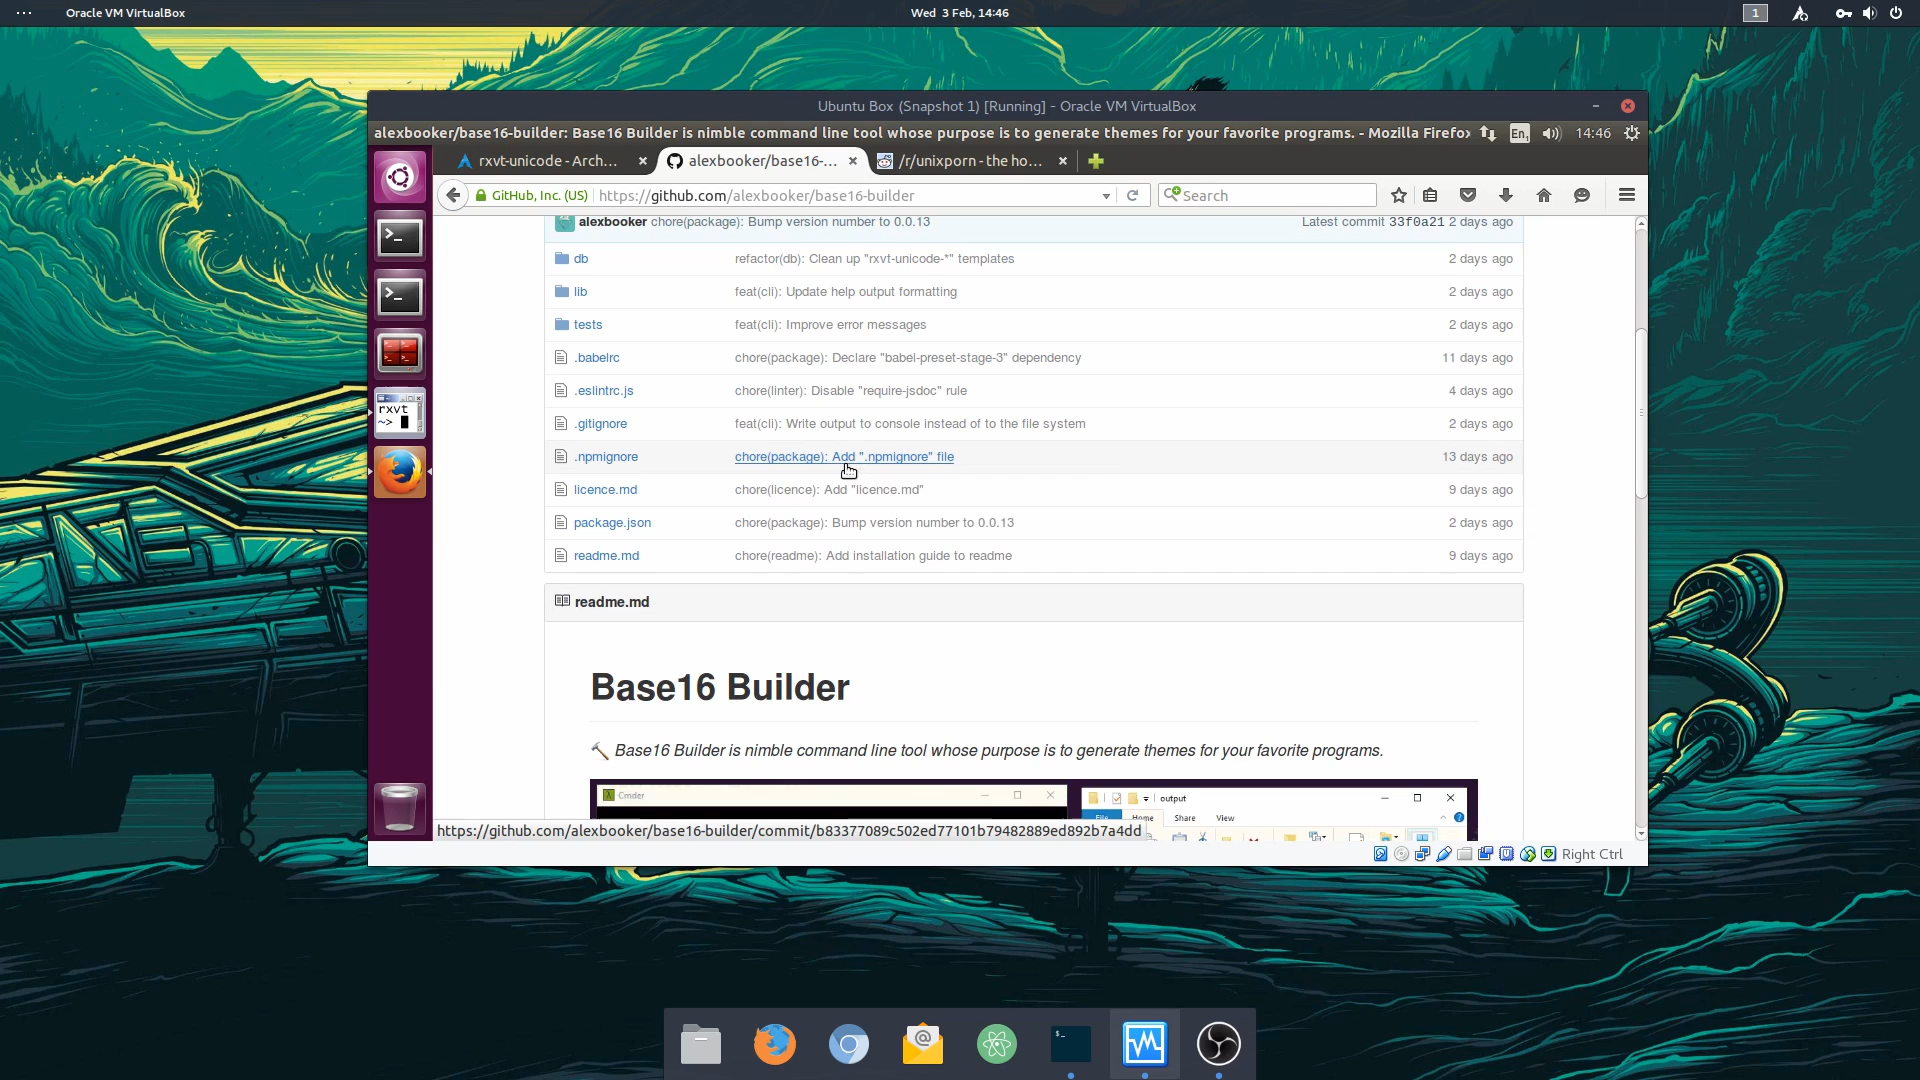 Oracle VM VirtualBox
Wed 3 Feb, 14:46
1
Ubuntu Box (Snapshot 1) [Running] - Oracle VM VirtualBox
alexbooker/base16-builder: Base16 Builder is nimble command line tool whose purpose is to generate themes for your favorite programs. - Mozilla Firefox
En1
14:46
rxvt-unicode - Arch...
alexbooker/base16-...
/r/unixporn - the ho...
GitHub, Inc. (US)
https://github.com/alexbooker/base16-builder
Search
alexbooker chore(package): Bump version number to 0.0.13
Latest commit 33f0a21 2 days ago
db refactor(db): Clean up "rxvt-unicode-*" templates 2 days ago
lib feat(cli): Update help output formatting 2 days ago
tests feat(cli): Improve error messages 2 days ago
.babelrc chore(package): Declare "babel-preset-stage-3" dependency 11 days ago
.eslintrc.js chore(linter): Disable "require-jsdoc" rule 4 days ago
.gitignore feat(cli): Write output to console instead of to the file system 2 days ago
.npmignore chore(package): Add ".npmignore" file 13 days ago
licence.md chore(licence): Add "licence.md" 9 days ago
package.json chore(package): Bump version number to 0.0.13 2 days ago
readme.md chore(readme): Add installation guide to readme 9 days ago
rxvt
~>
readme.md
Base16 Builder
Base16 Builder is nimble command line tool whose purpose is to generate themes for your favorite programs.
Cmder
output
File Home Share View
https://github.com/alexbooker/base16-builder/commit/b83377089c502ed77101b79482889ed892b7a4dd
Right Ctrl